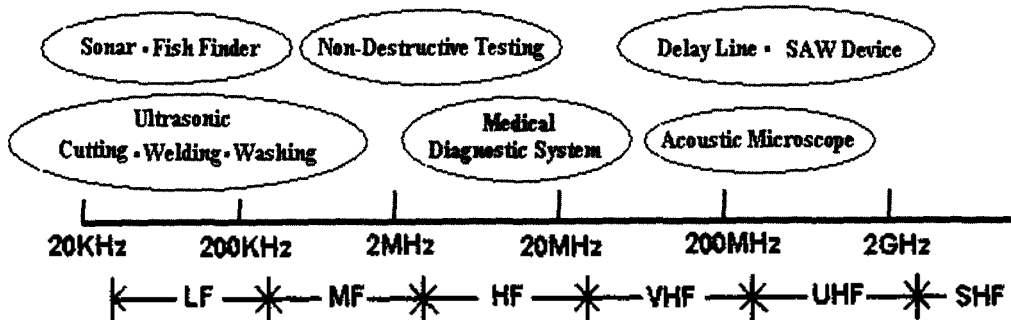 Sonar ▪ Fish Finder
Non-Destructive Testing
Delay Line ▪ SAW Device
Ultrasonic
Cutting ▪ Welding ▪ Washing
Medical
Diagnostic System
Acoustic Microscope
20KHz 200KHz 2MHz 20MHz 200MHz 2GHz
LF MF HF VHF UHF SHF